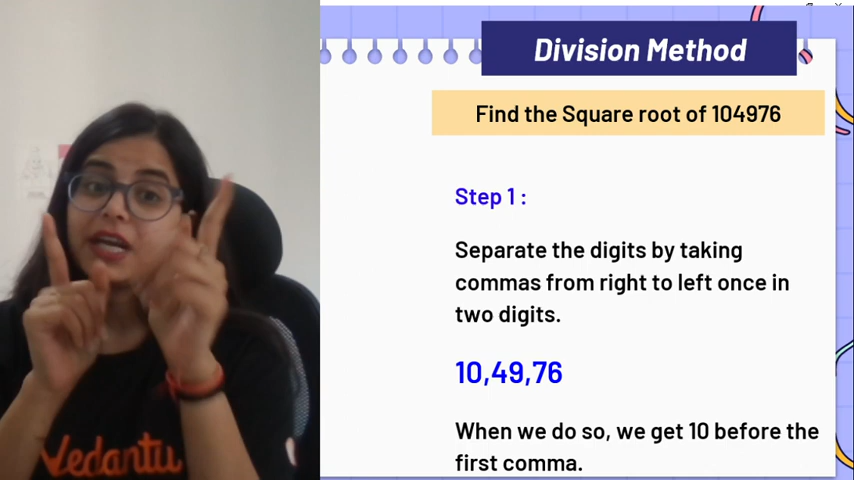 Division Method
Find the Square root of 104976
Step 1 :
Separate the digits by taking
commas from right to left once in
two digits.
10,49,76
When we do so, we get 10 before the
first comma.
Vedantu